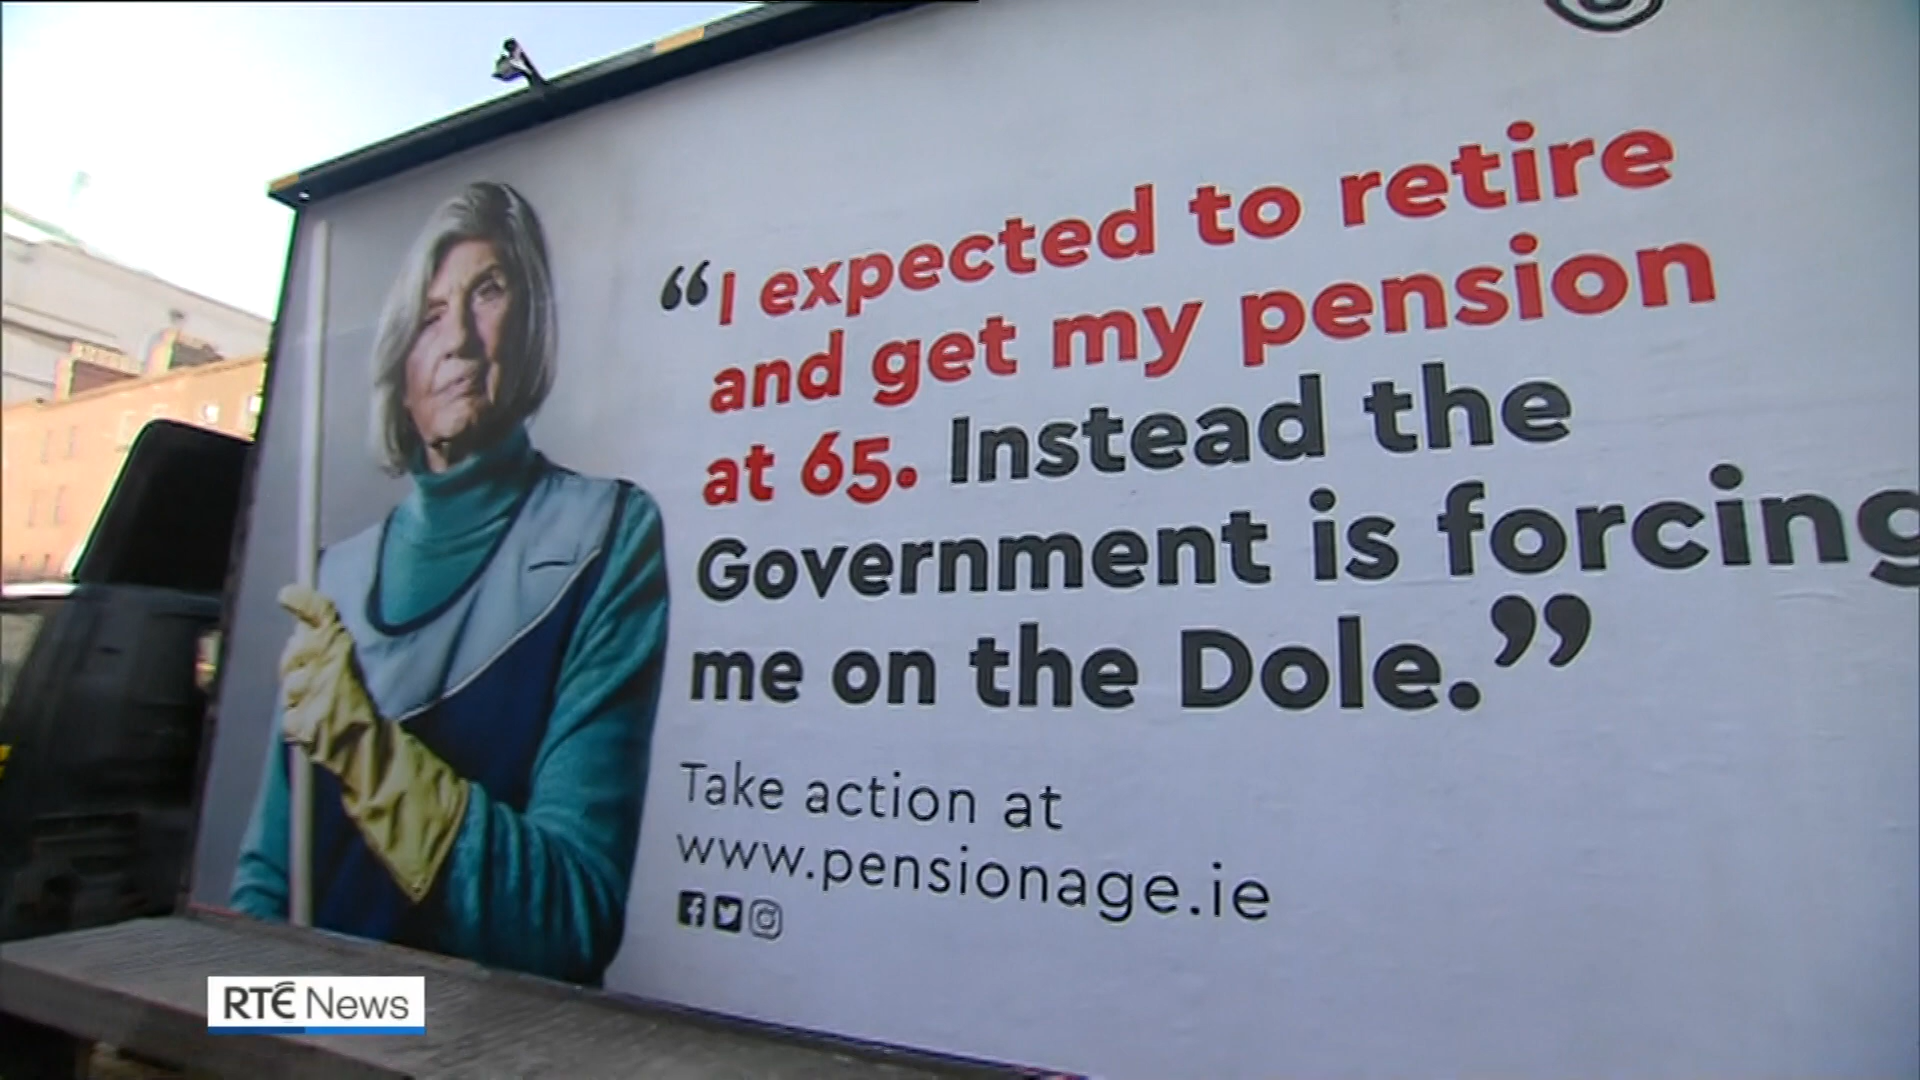 “I expected to retire
and get my pension
at 65. Instead the
Government is forcing
me on the Dole.”
Take action at
www.pensionage.ie
RTÉ News